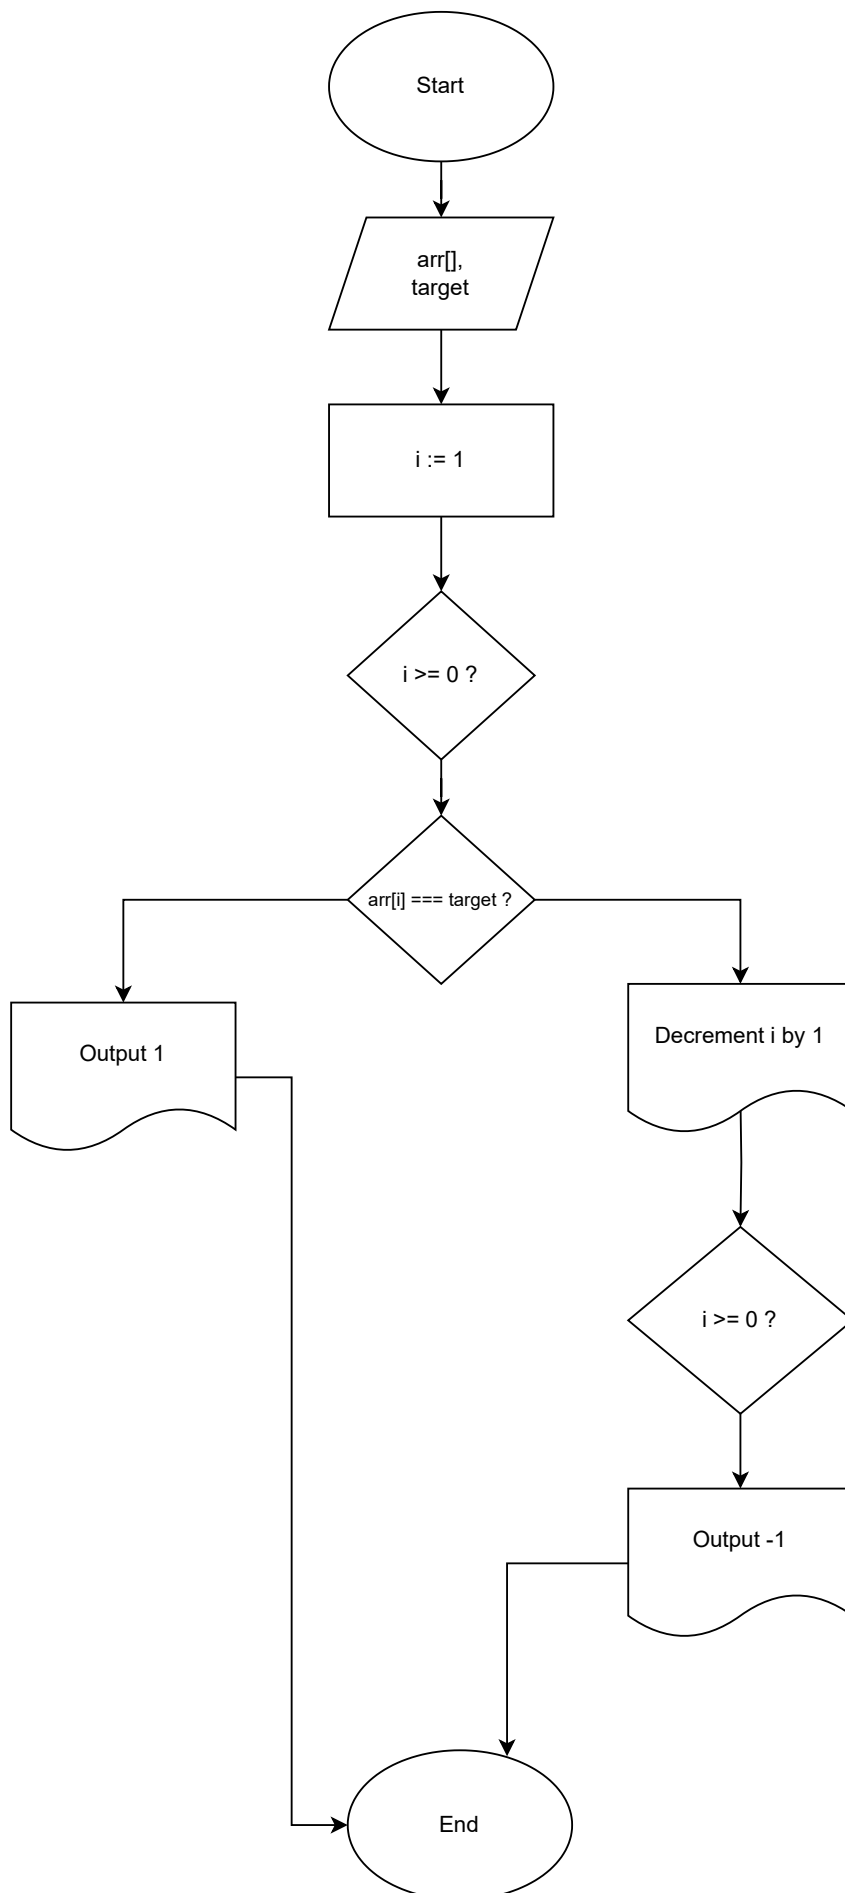 Start
arr[],
target
i := 1
i >= 0 ?
arr[i] === target ?
Output 1
Decrement i by 1
i >= 0 ?
Output -1
End